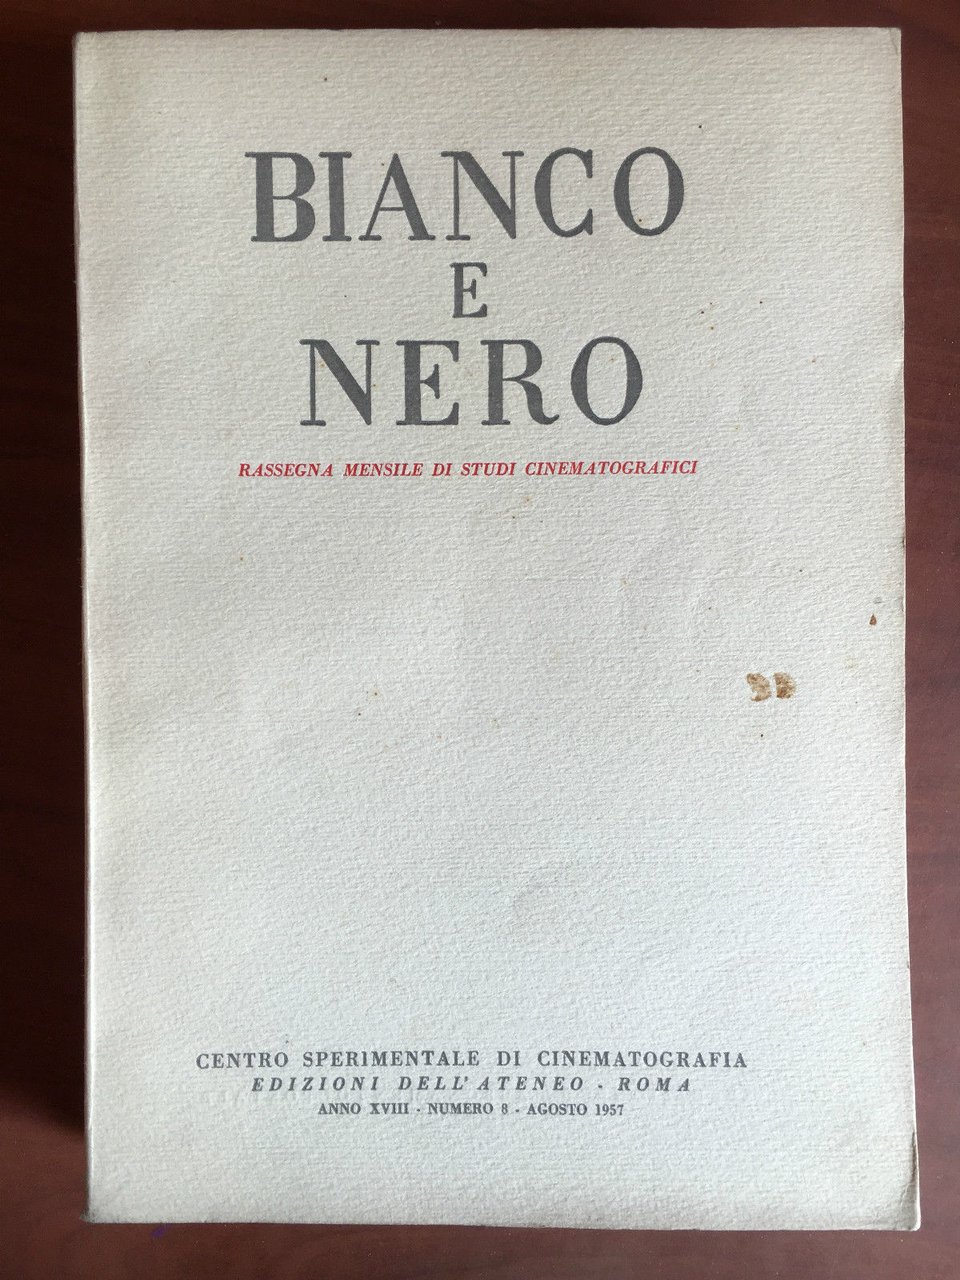 BIANCO
E
NERO
RASSEGNA MENSILE DI STUDI CINEMATOGRAFICI
CENTRO SPERIMENTALE DI CINEMATOGRAFIA
EDIZIONI DELL'ATENEO - ROMA
ANNO XVIII - NUMERO 8 - AGOSTO 1957